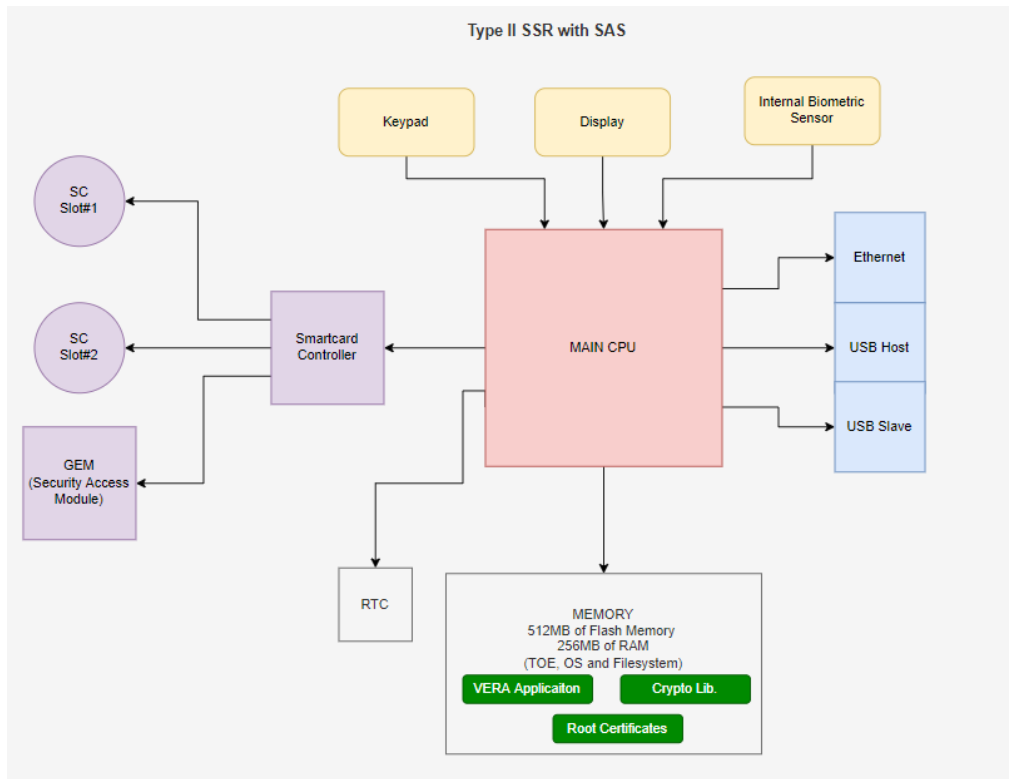 Type II SSR with SAS
Keypad
Display
Internal Biometric
Sensor
SC
Slot#1
Ethernet
Smartcard
Controller
SC
Slot#2
MAIN CPU
USB Host
USB Slave
GEM
(Security Access
Module)
RTC
MEMORY
512MB of Flash Memory
256MB of RAM
(TOE, OS and Filesystem)
VERA Applicaiton
Crypto Lib.
Root Certificates